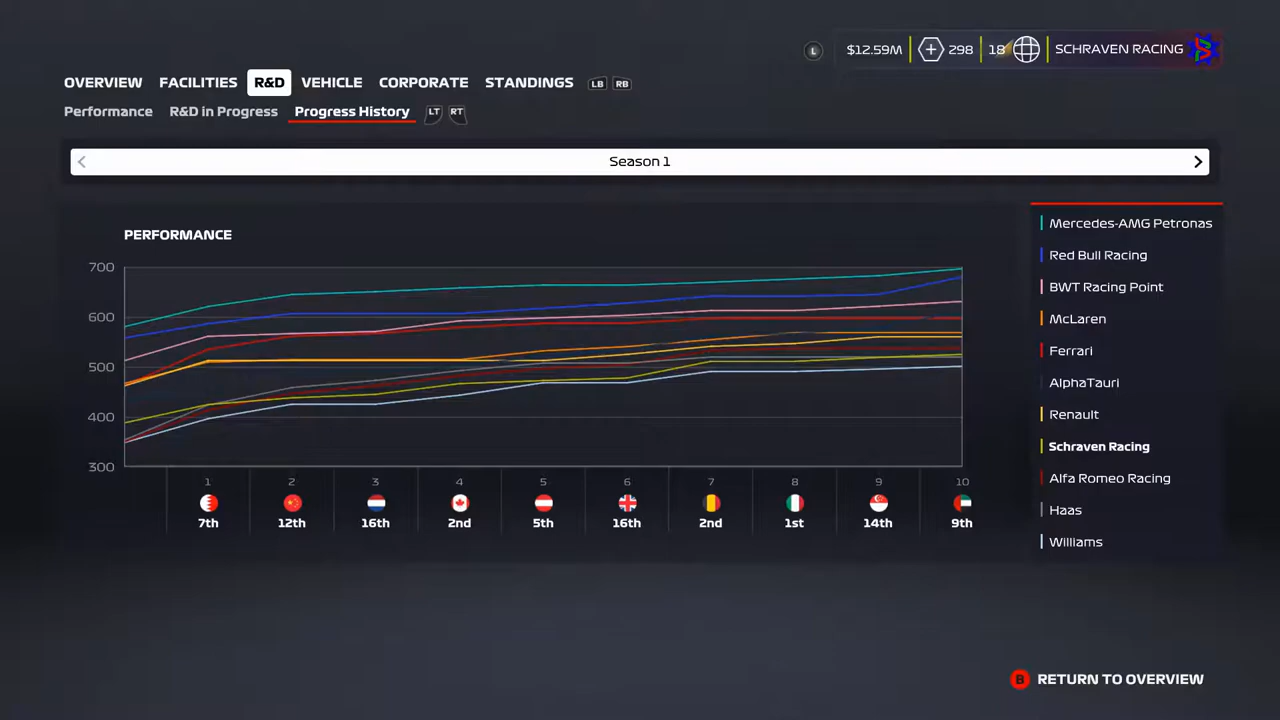 L $12.59M 298 18 SCHRAVEN RACING
OVERVIEW FACILITIES R&D VEHICLE CORPORATE STANDINGS LB RB
Performance R&D in Progress Progress History LT RT
Season 1
PERFORMANCE
700
600
500
400
300
1 2 3 4 5 6 7 8 9 10
7th 12th 16th 2nd 5th 16th 2nd 1st 14th 9th
Mercedes-AMG Petronas
Red Bull Racing
BWT Racing Point
McLaren
Ferrari
AlphaTauri
Renault
Schraven Racing
Alfa Romeo Racing
Haas
Williams
B RETURN TO OVERVIEW